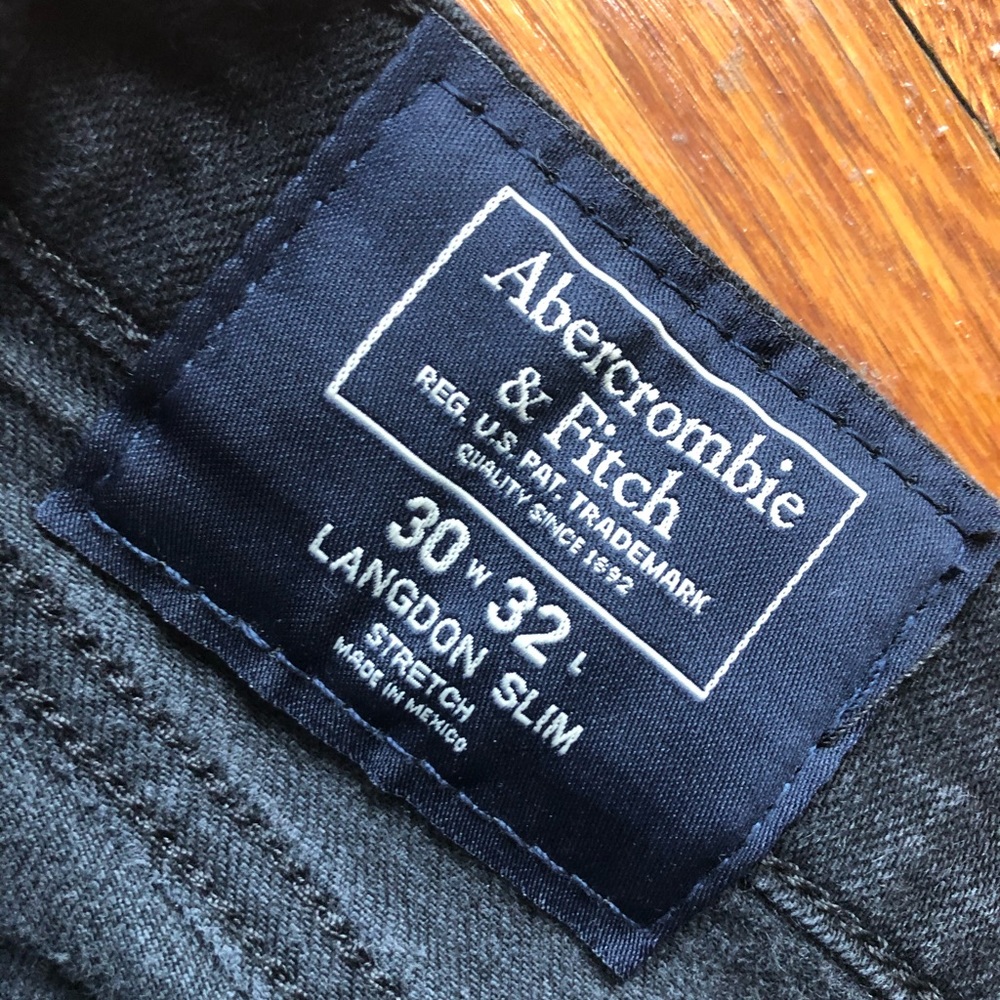 Abercrombie
& Fitch
REG. U.S. PAT. TRADEMARK
QUALITY SINCE 1892
30 W 32 L
LANGDON SLIM
STRETCH
MADE IN MEXICO